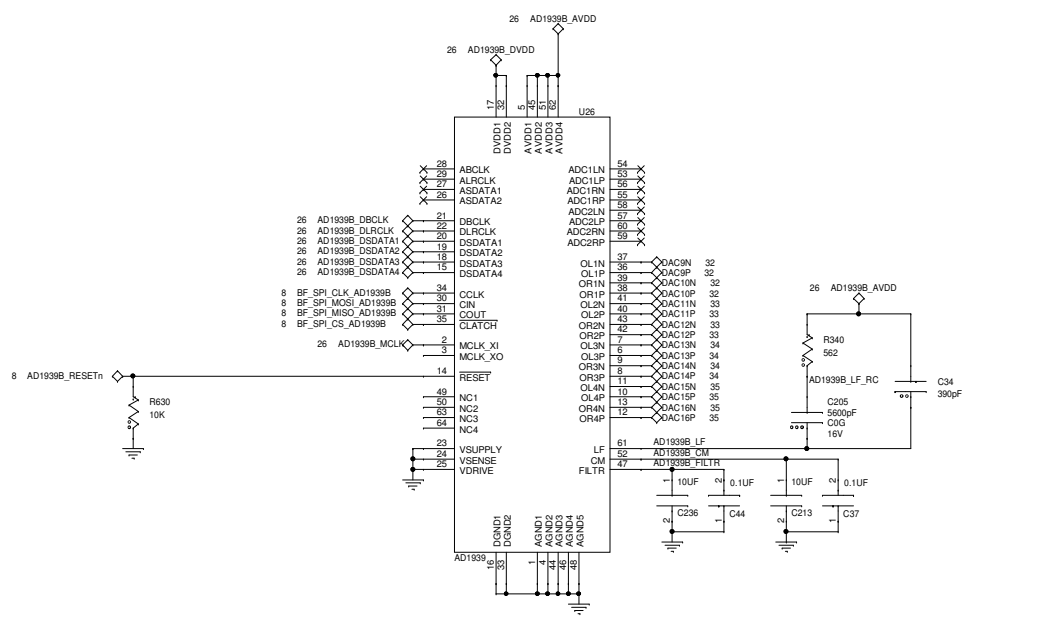 26 AD1939B_AVDD
26 AD1939B_DVDD
17 32 5 45 51 62
U26
DVDD1 DVDD2 AVDD1 AVDD2 AVDD3 AVDD4
28 ABCLK
29 ALRCLK
27 ASDATA1
26 ASDATA2
26 AD1939B_DBCLK 21 DBCLK
26 AD1939B_DLRCLK 22 DLRCLK
26 AD1939B_DSDATA1 20 DSDATA1
26 AD1939B_DSDATA2 19 DSDATA2
26 AD1939B_DSDATA3 18 DSDATA3
26 AD1939B_DSDATA4 15 DSDATA4
8 BF_SPI_CLK_AD1939B 34 CCLK
8 BF_SPI_MOSI_AD1939B 30 CIN
8 BF_SPI_MISO_AD1939B 31 COUT
8 BF_SPI_CS_AD1939B 35 CLATCH
26 AD1939B_MCLK 2 MCLK_XI
3 MCLK_XO
8 AD1939B_RESETn 14 RESET
R630
10K
49 NC1
50 NC2
63 NC3
64 NC4
23 VSUPPLY
24 VSENSE
25 VDRIVE
ADC1LN 54
ADC1LP 53
ADC1RN 56
ADC1RP 55
ADC2LN 58
ADC2LP 57
ADC2RN 60
ADC2RP 59
OL1N 37 DAC9N 32
OL1P 36 DAC9P 32
OR1N 39 DAC10N 32
OR1P 38 DAC10P 32
OL2N 41 DAC11N 33
OL2P 40 DAC11P 33
OR2N 43 DAC12N 33
OR2P 42 DAC12P 33
OL3N 7 DAC13N 34
OL3P 6 DAC13P 34
OR3N 9 DAC14N 34
OR3P 8 DAC14P 34
OL4N 11 DAC15N 35
OL4P 10 DAC15P 35
OR4N 13 DAC16N 35
OR4P 12 DAC16P 35
LF 61 AD1939B_LF
CM 52 AD1939B_CM
FILTR 47 AD1939B_FILTR
26 AD1939B_AVDD
R340
562
AD1939B_LF_RC
C34
390pF
C205
5600pF
C0G
16V
1 10UF 2 0.1UF 1 10UF 2 0.1UF
2 C236 1 C44 2 C213 1 C37
DGND1 DGND2 AGND1 AGND2 AGND3 AGND4 AGND5
AD1939
16 33 1 4 44 46 48